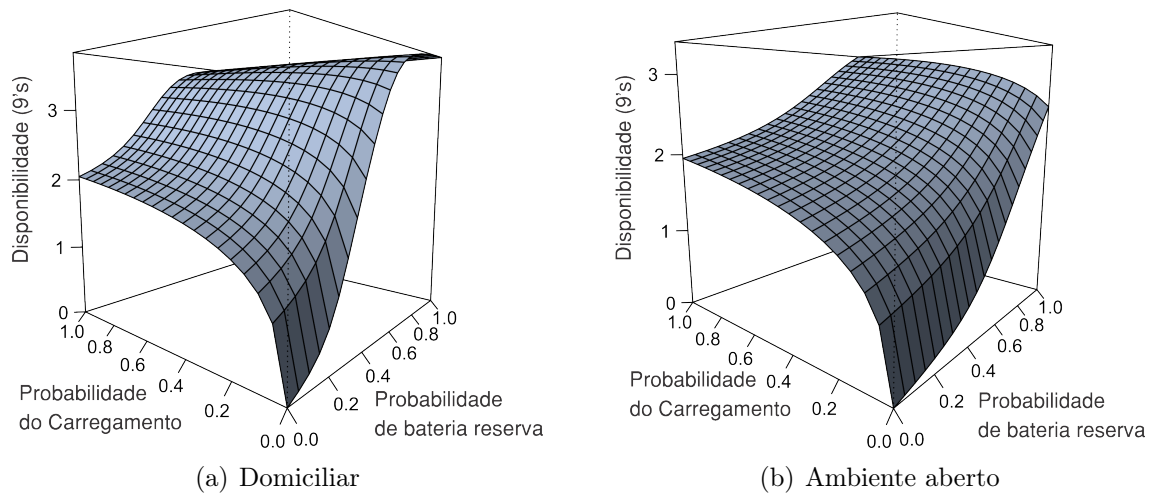 Disponibilidade (9's)
3
2
1
0
1.0
0.8
0.6
0.4
0.2
0.0
0.0
0.2
0.4
0.6
0.8
1.0
Probabilidade
do Carregamento
Probabilidade
de bateria reserva
(a) Domiciliar
Disponibilidade (9's)
3
2
1
0
1.0
0.8
0.6
0.4
0.2
0.0
0.0
0.2
0.4
0.6
0.8
1.0
Probabilidade
do Carregamento
Probabilidade
de bateria reserva
(b) Ambiente aberto